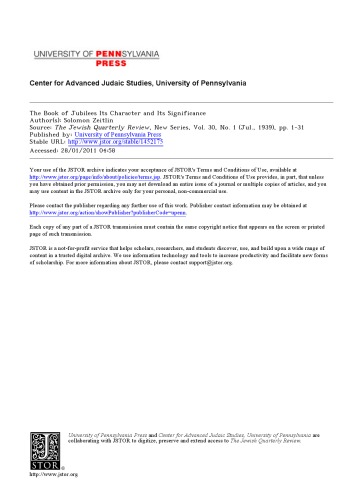 UNIVERSITY OF PENNSYLVANIA
PRESS
Center for Advanced Judaic Studies, University of Pennsylvania
The Book of Jubilees Its Character and Its Significance
Author(s): Solomon Zeitlin
Source: The Jewish Quarterly Review, New Series, Vol. 30, No. 1 (Jul., 1939), pp. 1-31
Published by: University of Pennsylvania Press
Stable URL: http://www.jstor.org/stable/1452173
Accessed: 28/01/2011 04:58
Your use of the JSTOR archive indicates your acceptance of JSTOR's Terms and Conditions of Use, available at
http://www.jstor.org/page/info/about/policies/terms.jsp. JSTOR's Terms and Conditions of Use provides, in part, that unless
you have obtained prior permission, you may not download an entire issue of a journal or multiple copies of articles, and you
may use content in the JSTOR archive only for your personal, non-commercial use.
Please contact the publisher regarding any further use of this work. Publisher contact information may be obtained at
http://www.jstor.org/action/showPublisher?publisherCode=upenn.
Each copy of any part of a JSTOR transmission must contain the same copyright notice that appears on the screen or printed
page of such transmission.
JSTOR is a not-for-profit service that helps scholars, researchers, and students discover, use, and build upon a wide range of
content in a trusted digital archive. We use information technology and tools to increase productivity and facilitate new forms
of scholarship. For more information about JSTOR, please contact support@jstor.org.
University of Pennsylvania Press and Center for Advanced Judaic Studies, University of Pennsylvania are
collaborating with JSTOR to digitize, preserve and extend access to The Jewish Quarterly Review.
JSTOR
http://www.jstor.org